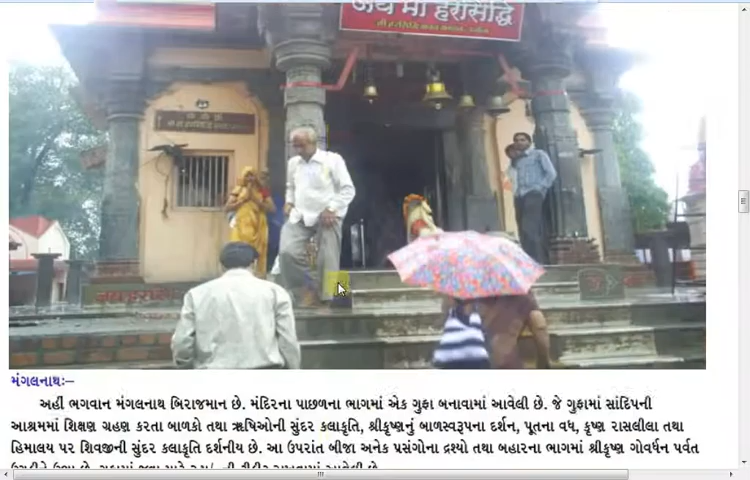 જય માઁ હરસિદ્ધિ
મંગલનાથઃ–
અહીં ભગવાન મંગલનાથ બિરાજમાન છે. મંદિરના પાછળના ભાગમાં એક ગુફા બનાવામાં આવેલી છે. જે ગુફામાં સાંદિપની
આશ્રમમાં શિક્ષણ ગ્રહણ કરતા બાળકો તથા ઋષિઓની સુંદર કલાકૃતિ, શ્રીકૃષ્ણનું બાળસ્વરૂપના દર્શન, પૂતના વધ, કૃષ્ણ રાસલીલા તથા
હિમાલય પર શિવજીની સુંદર કલાકૃતિ દર્શનીય છે. આ ઉપરાંત બીજા અનેક પ્રસંગોના દ્રશ્યો તથા બહારના ભાગમાં શ્રીકૃષ્ણ ગોવર્ધન પર્વત